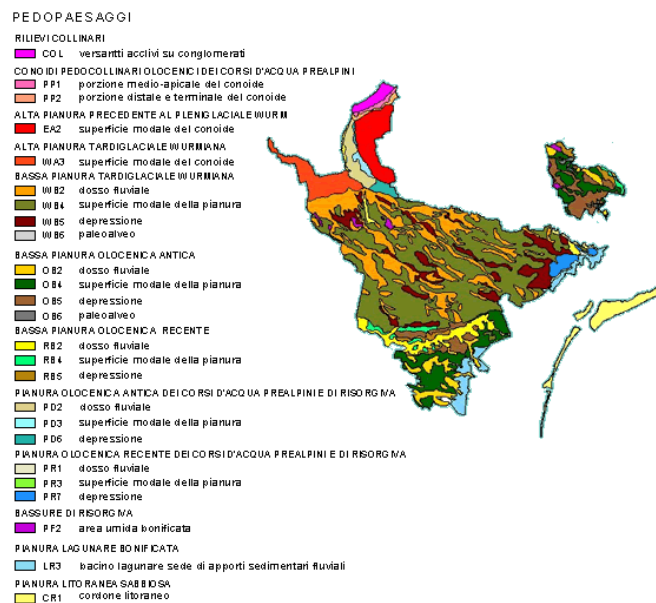 PEDOPAESAGGI
RILIEVI COLLINARI
COL versantti acclivi su conglomerati
CONOIDI PEDOCOLLINARI OLOCENICI DEI CORSI D'ACQUA PREALPINI
PP1 porzione medio-apicale del conoide
PP2 porzione distale e terminale del conoide
ALTA PIANURA PRECEDENTE AL PLENIGLACIALE WURM
EA2 superficie modale del conoide
ALTA PIANURA TARDIGLACIALE WURMIANA
WA3 superficie modale del conoide
BASSA PIANURA TARDIGLACIALE WURMIANA
WB2 dosso fluviale
WB4 superficie modale della pianura
WB5 depressione
WB6 paleoalveo
BASSA PIANURA OLOCENICA ANTICA
OB2 dosso fluviale
OB4 superficie modale della pianura
OB5 depressione
OB6 paleoalveo
BASSA PIANURA OLOCENICA RECENTE
RB2 dosso fluviale
RB4 superficie modale della pianura
RB5 depressione
PIANURA OLOCENICA ANTICA DEI CORSI D'ACQUA PREALPINI E DI RISORGIVA
PD2 dosso fluviale
PD3 superficie modale della pianura
PD6 depressione
PIANURA OLOCENICA RECENTE DEI CORSI D'ACQUA PREALPINI E DI RISORGIVA
PR1 dosso fluviale
PR3 superficie modale della pianura
PR7 depressione
BASSURE DI RISORGIVA
PF2 area umida bonificata
PIANURA LAGUNARE BONIFICATA
LR3 bacino lagunare sede di apporti sedimentari fluviali
PIANURA LITORANEA SABBIOSA
CR1 cordone litoraneo